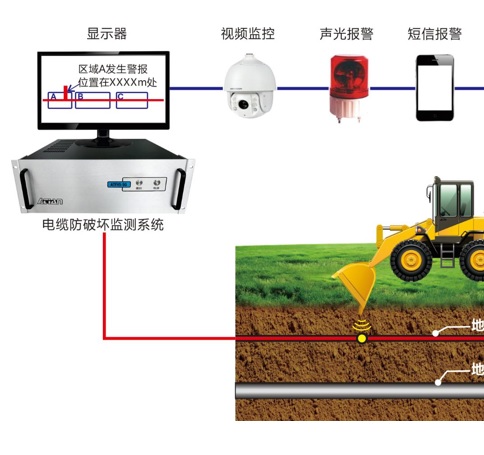 显示器
视频监控
声光报警
短信报警
区域A发生警报
位置在XXXXm处
A
B
C
电缆防破坏监测系统
地
地